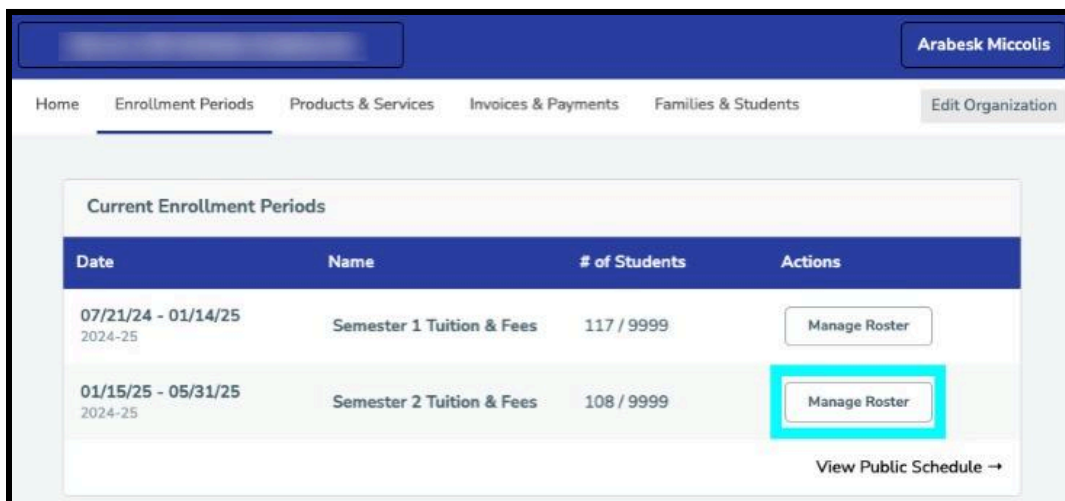 Arabesk Miccolis
Home Enrollment Periods Products & Services Invoices & Payments Families & Students Edit Organization
Current Enrollment Periods
Date Name # of Students Actions
07/21/24 - 01/14/25 Semester 1 Tuition & Fees 117 / 9999 Manage Roster
2024-25
01/15/25 - 05/31/25 Semester 2 Tuition & Fees 108 / 9999 Manage Roster
2024-25
View Public Schedule →